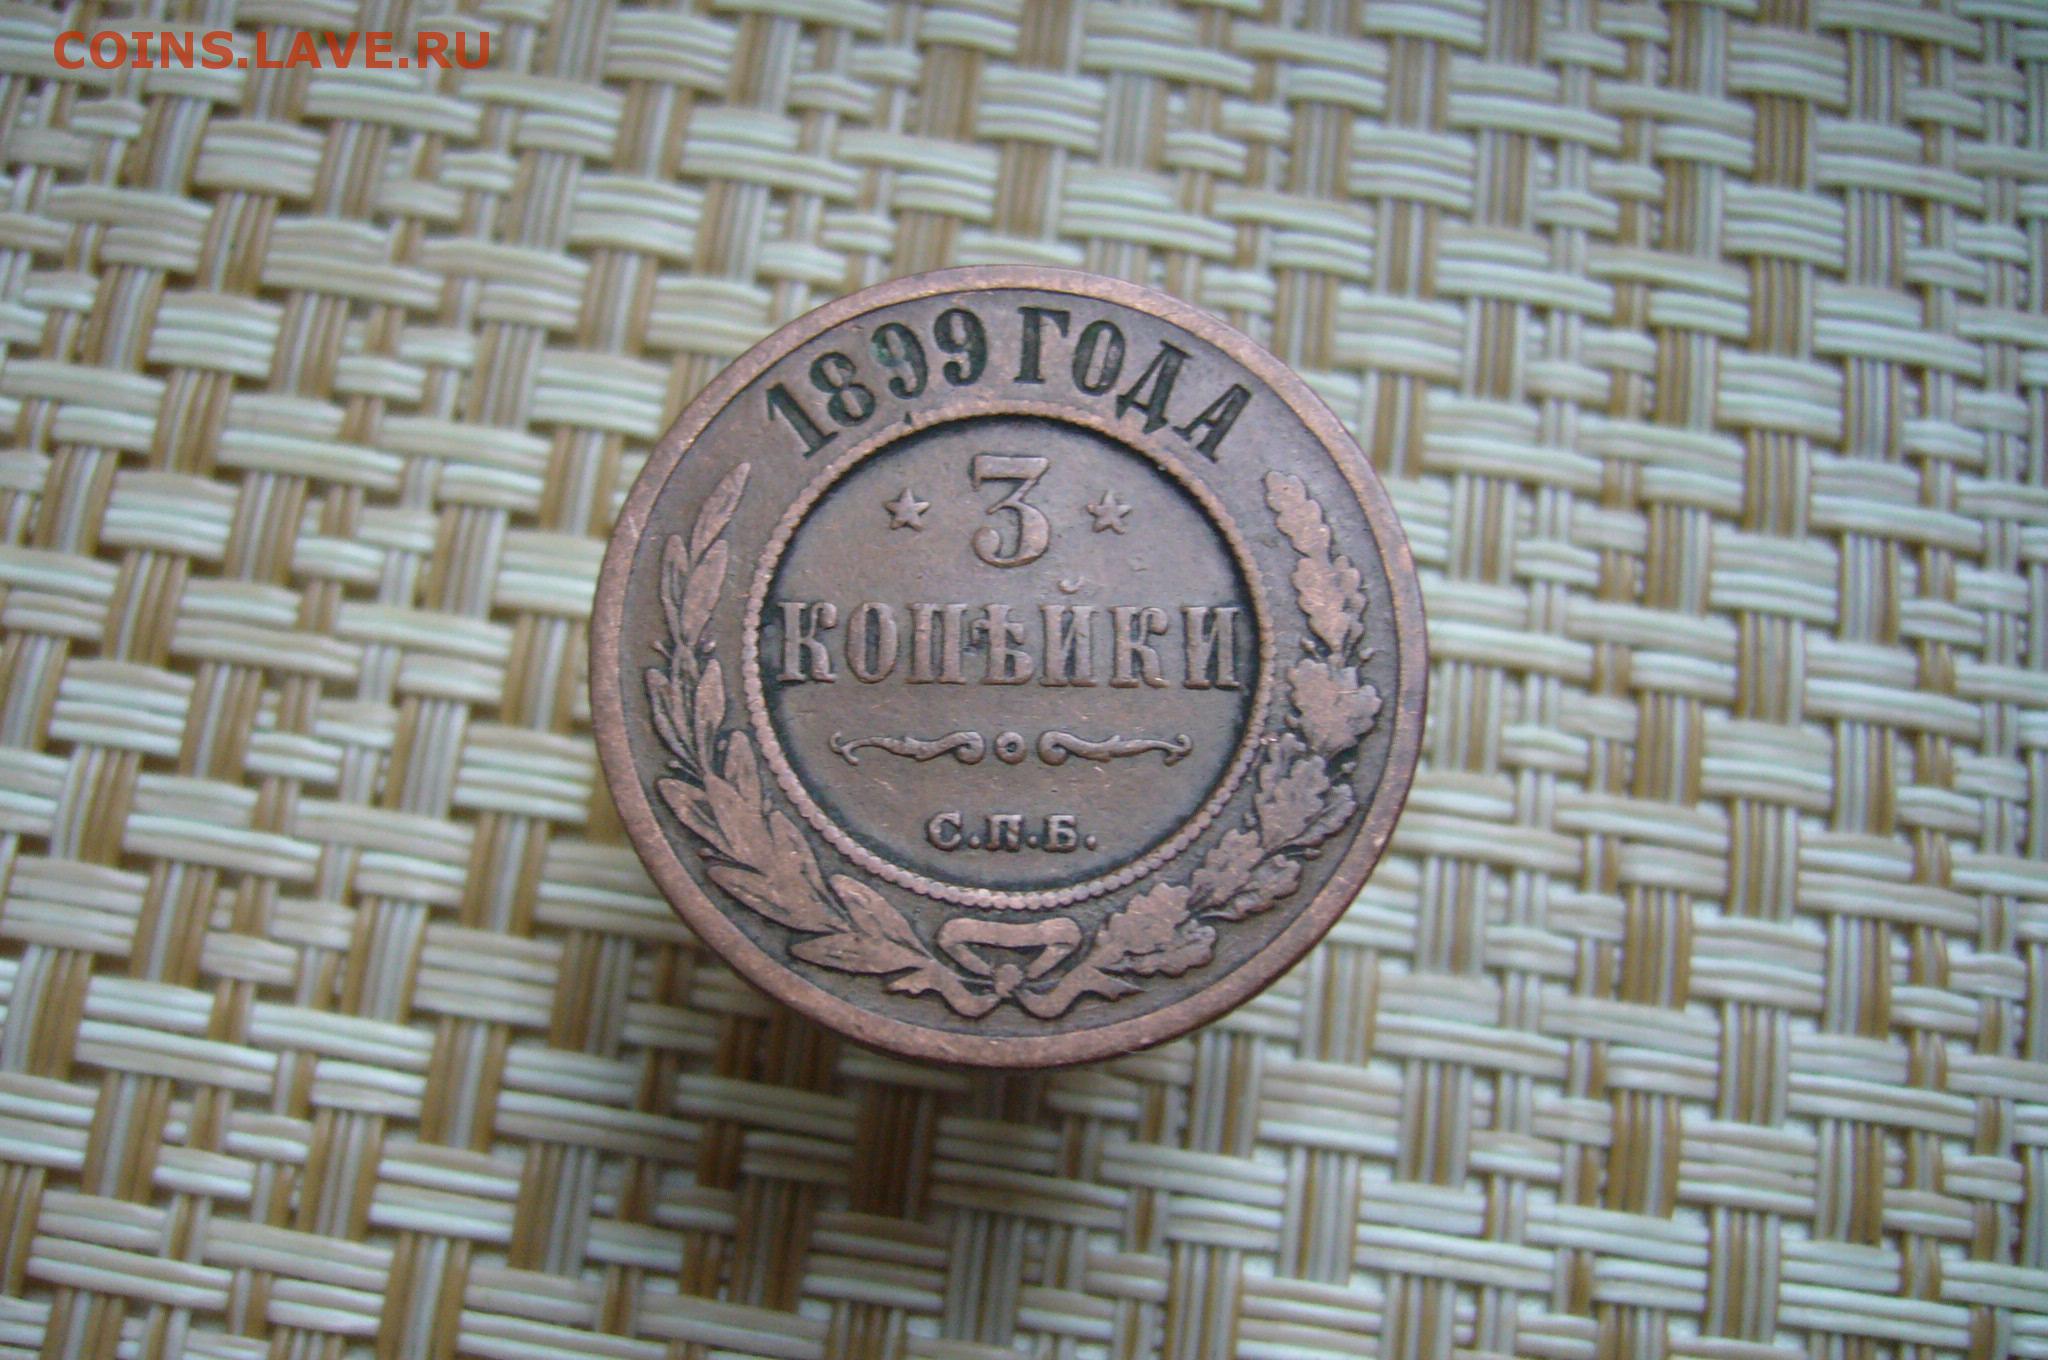 COINS.LAVE.RU
1899 ГОДА
3
КОПѢЙКИ
С.П.Б.